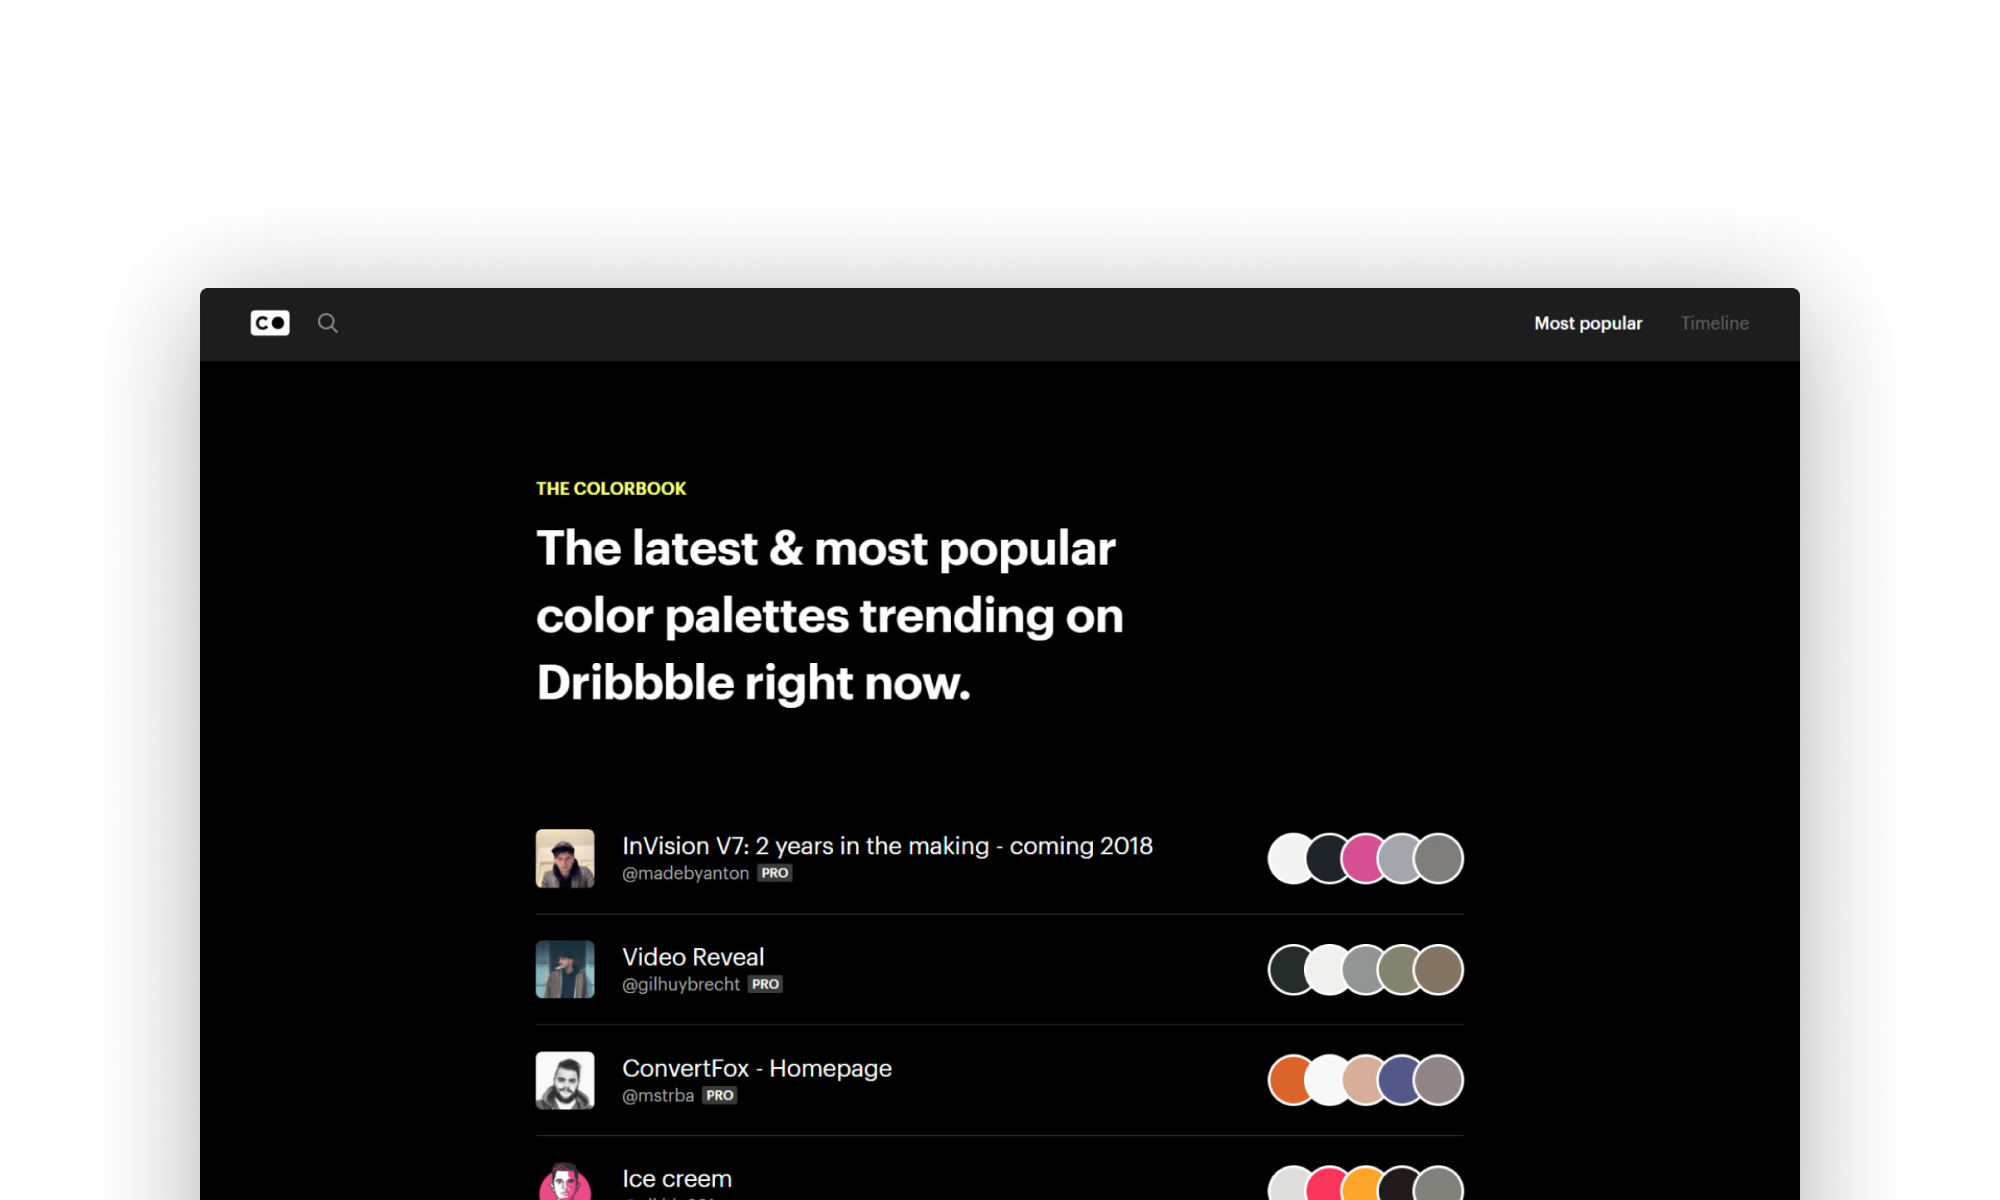 CO
Most popular
Timeline
THE COLORBOOK
The latest & most popular
color palettes trending on
Dribbble right now.
InVision V7: 2 years in the making - coming 2018
@madebyanton PRO
Video Reveal
@gilhuybrecht PRO
ConvertFox - Homepage
@mstrba PRO
Ice creem